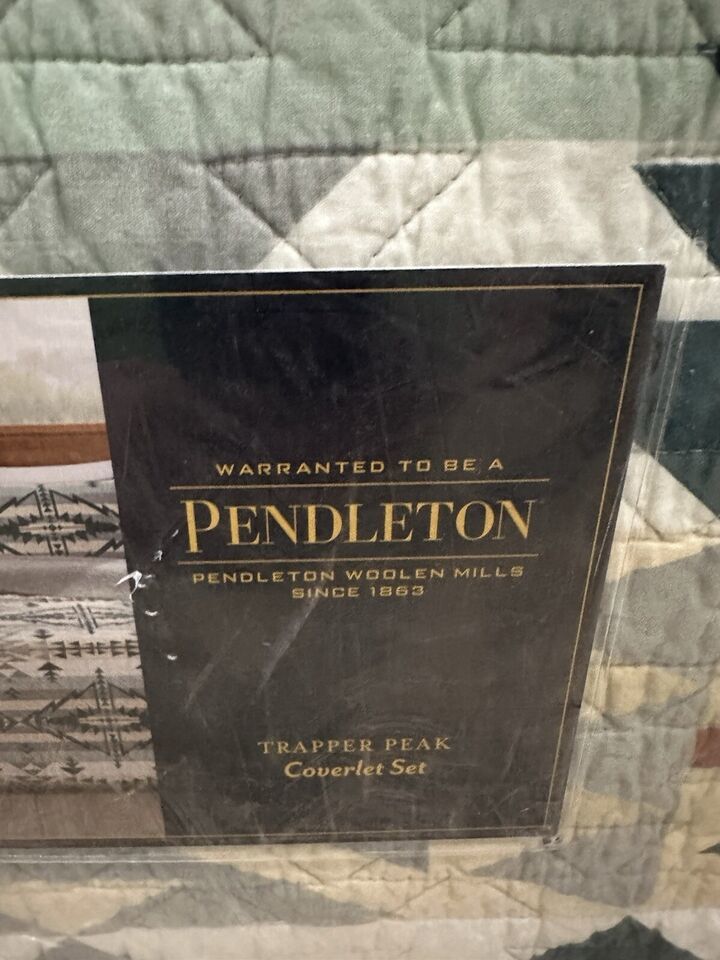 WARRANTED TO BE A
PENDLETON
PENDLETON WOOLEN MILLS
SINCE 1863
TRAPPER PEAK
Coverlet Set